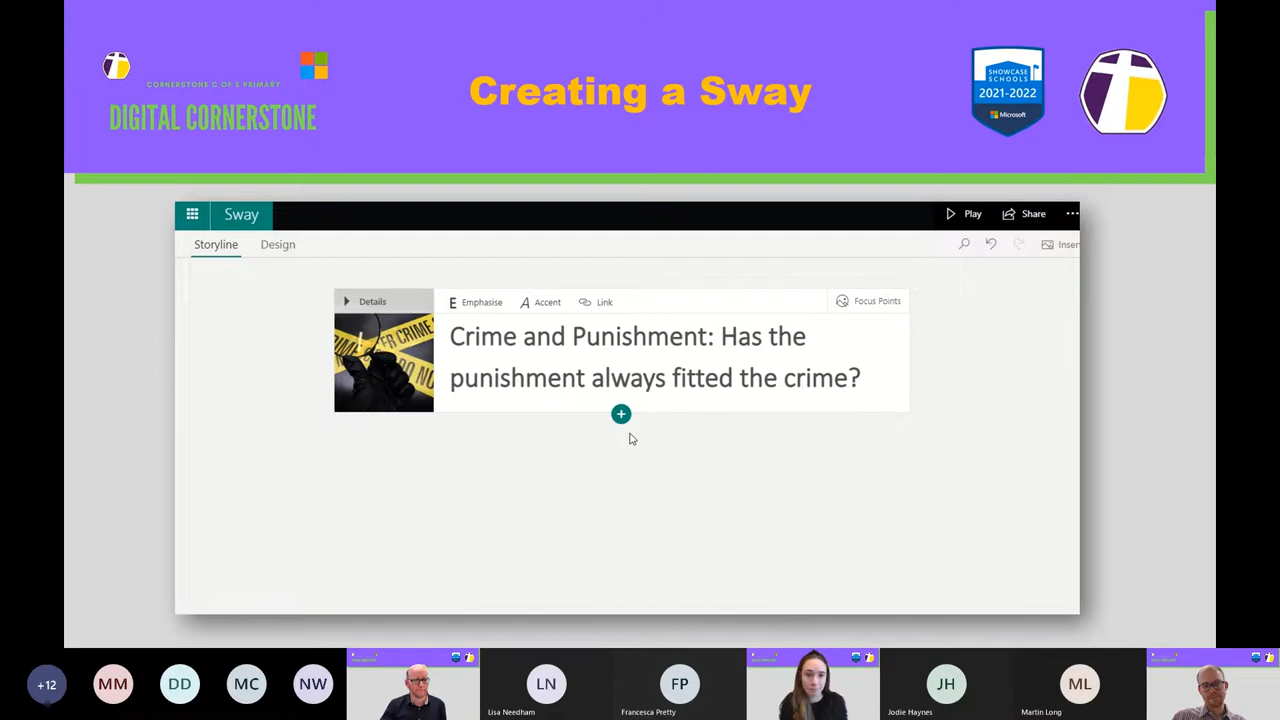 CORNERSTONE C OF E PRIMARY
DIGITAL CORNERSTONE
Creating a Sway
SHOWCASE
SCHOOLS
2021-2022
Microsoft
Sway
Play
Share
Storyline
Design
Inser
Details
E Emphasise
A Accent
Link
Focus Points
Crime and Punishment: Has the
punishment always fitted the crime?
+12
MM
DD
MC
NW
LN
Lisa Needham
FP
Francesca Pretty
JH
Jodie Haynes
ML
Martin Long